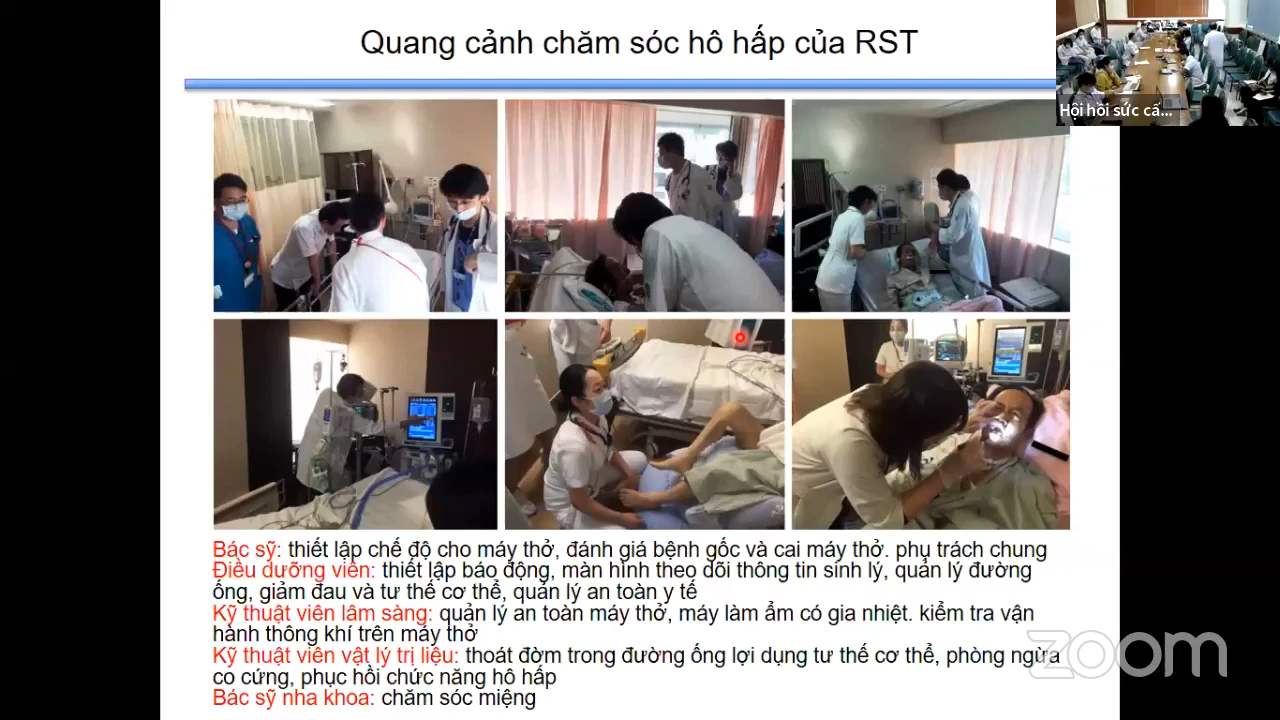 Quang cảnh chăm sóc hô hấp của RST
Hội hồi sức cấ...
Bác sỹ: thiết lập chế độ cho máy thở, đánh giá bệnh gốc và cai máy thở. phụ trách chung
Điều dưỡng viên: thiết lập báo động, màn hình theo dõi thông tin sinh lý, quản lý đường
ống, giảm đau và tư thế cơ thể, quản lý an toàn y tế
Kỹ thuật viên lâm sàng: quản lý an toàn máy thở, máy làm ẩm có gia nhiệt. kiểm tra vận
hành thông khí trên máy thở
Kỹ thuật viên vật lý trị liệu: thoát đờm trong đường ống lợi dụng tư thế cơ thể, phòng ngừa
co cứng, phục hồi chức năng hô hấp
Bác sỹ nha khoa: chăm sóc miệng
zoom